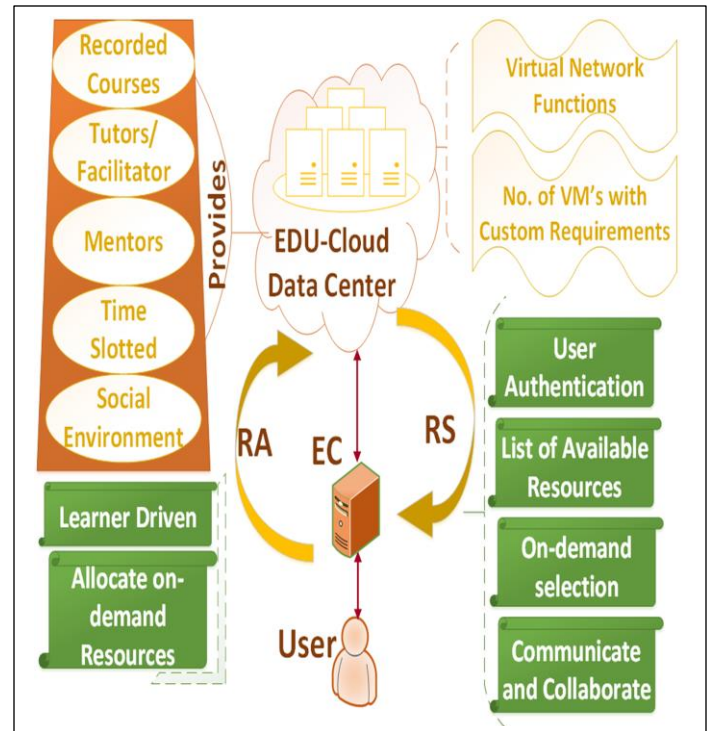 Recorded
Courses
Tutors/
Facilitator
Mentors
Time
Slotted
Social
Environment
Provides
EDU-Cloud
Data Center
Virtual Network
Functions
No. of VM's with
Custom Requirements
RA
EC
RS
User
Learner Driven
Allocate on-
demand
Resources
User
Authentication
List of Available
Resources
On-demand
selection
Communicate
and Collaborate